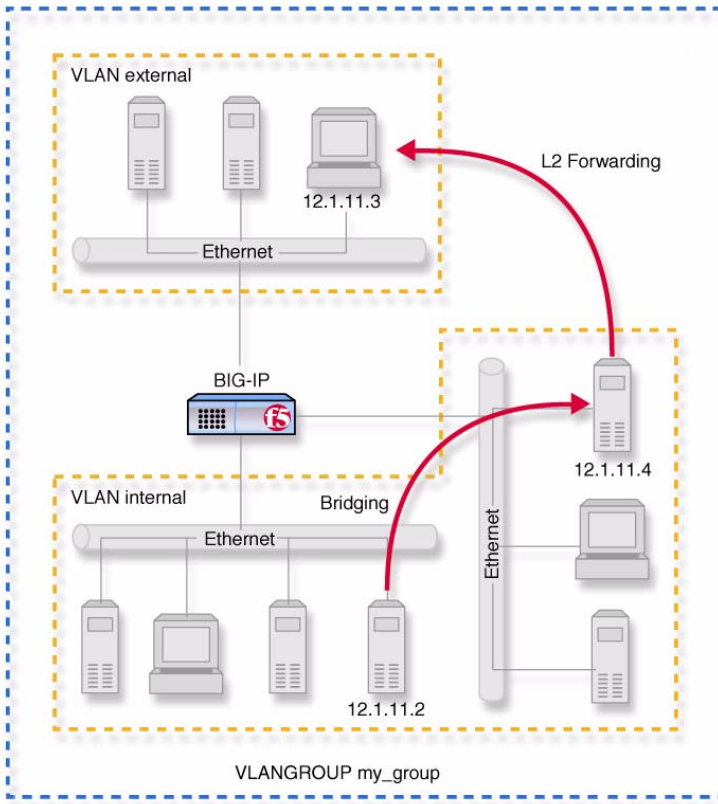 VLAN external
L2 Forwarding
12.1.11.3
Ethernet
BIG-IP
f5
12.1.11.4
VLAN internal
Bridging
Ethernet
Ethernet
12.1.11.2
VLANGROUP my_group